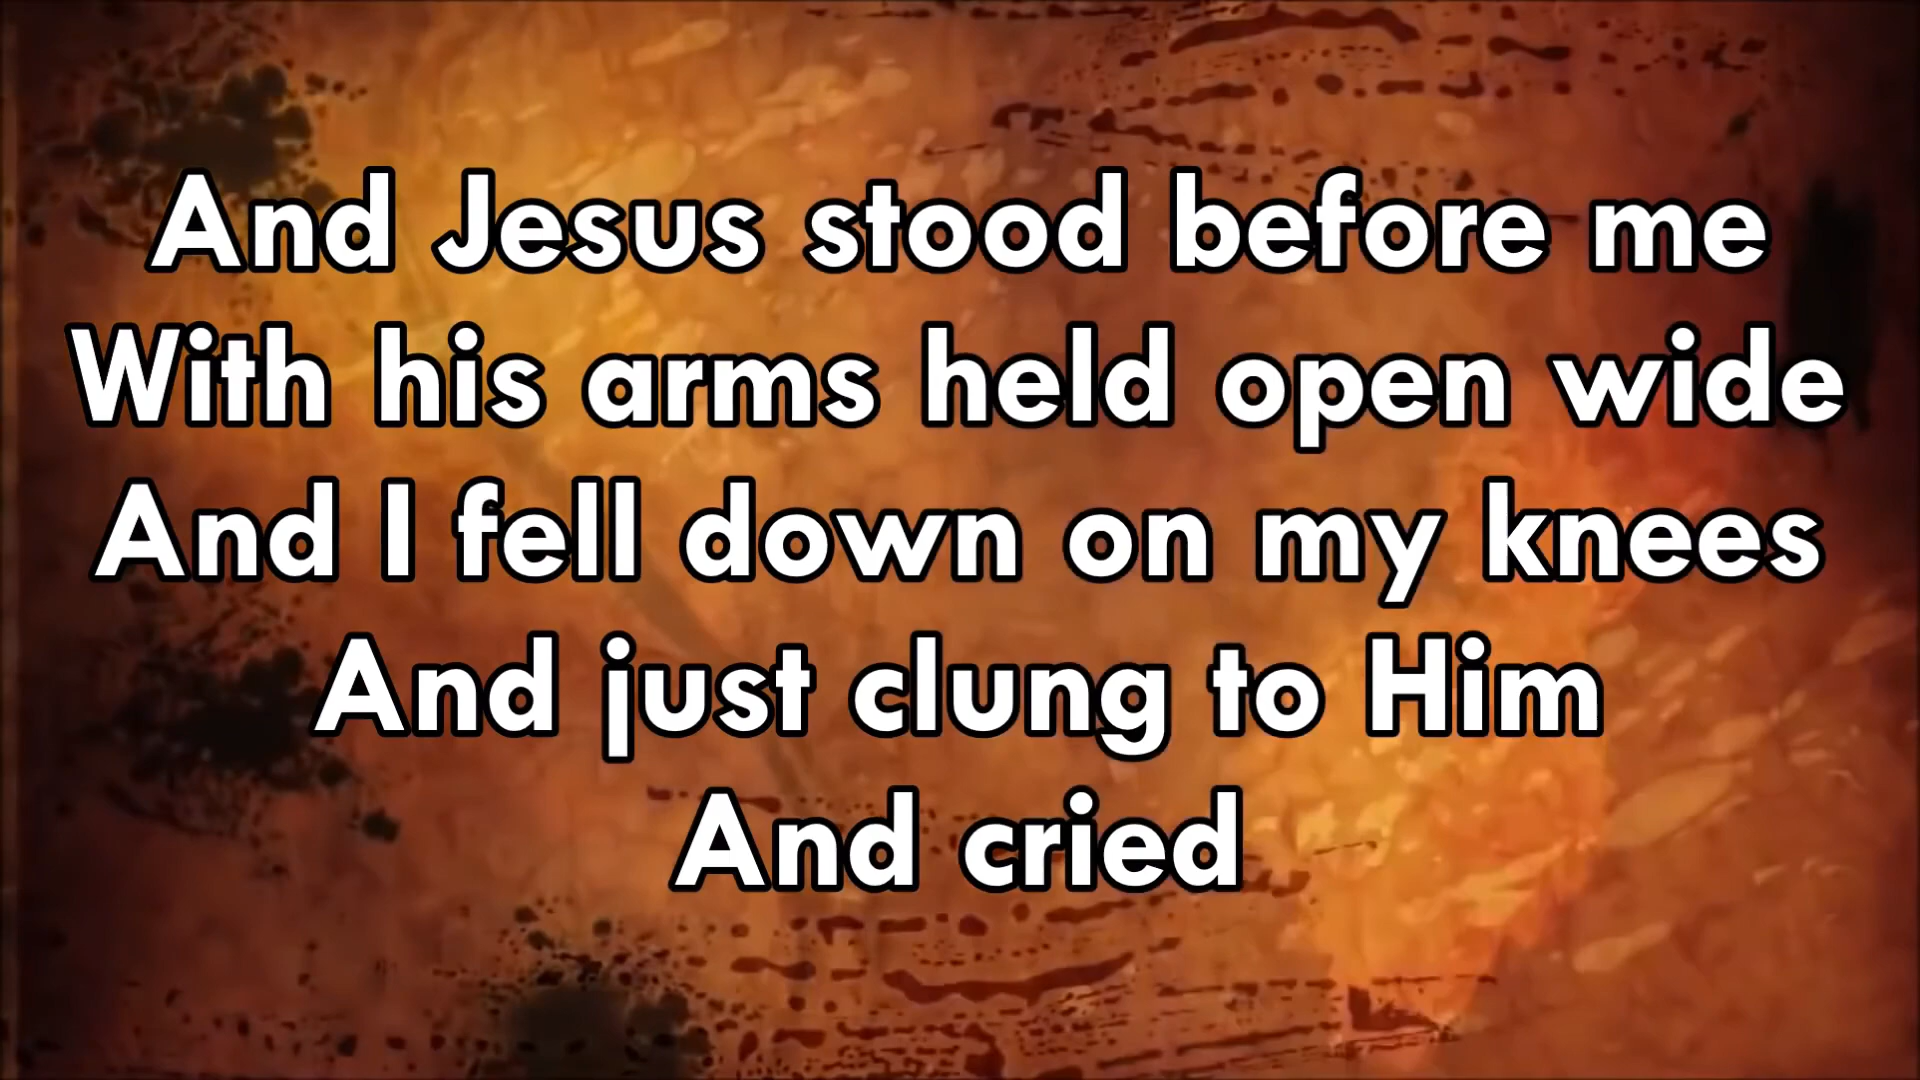 And Jesus stood before me
With his arms held open wide
And I fell down on my knees
And just clung to Him
And cried